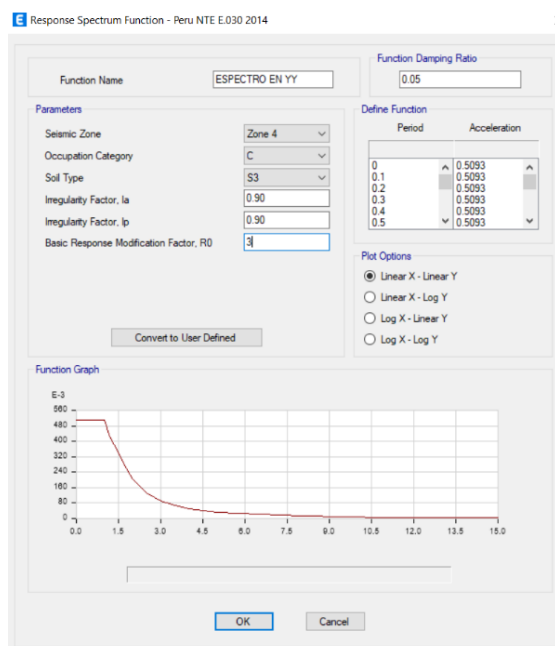 E Response Spectrum Function - Peru NTE E.030 2014
Function Name
ESPECTRO EN YY
Function Damping Ratio
0.05
Parameters
Seismic Zone
Zone 4
Occupation Category
C
Soil Type
S3
Irregularity Factor, Ia
0.90
Irregularity Factor, Ip
0.90
Basic Response Modification Factor, R0
3
Convert to User Defined
Define Function
Period Acceleration
0 0.5093
0.1 0.5093
0.2 0.5093
0.3 0.5093
0.4 0.5093
0.5 0.5093
Plot Options
Linear X - Linear Y
Linear X - Log Y
Log X - Linear Y
Log X - Log Y
Function Graph
E-3
560
480
400
320
240
160
80
0
0.0 1.5 3.0 4.5 6.0 7.5 9.0 10.5 12.0 13.5 15.0
OK Cancel